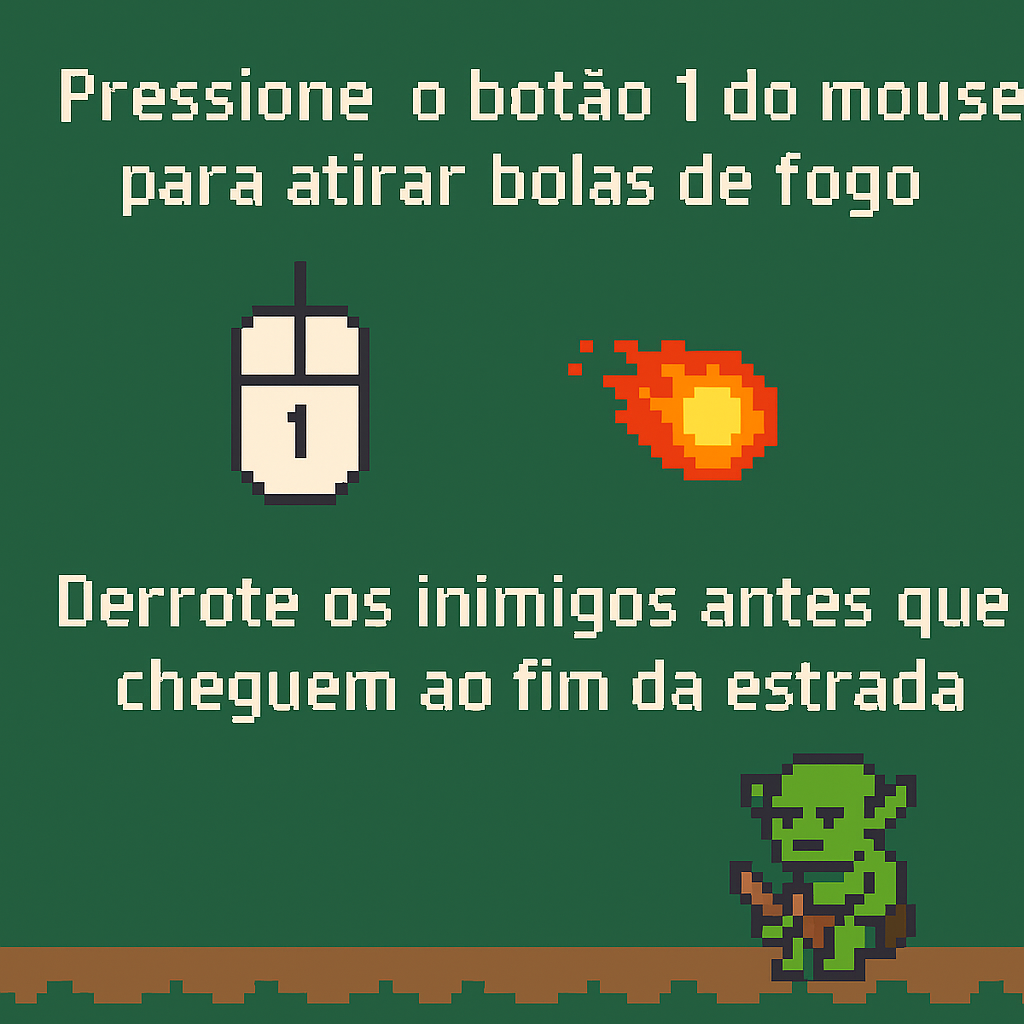 Pressione o botão 1 do mouse
para atirar bolas de fogo
1
Derrote os inimigos antes que
cheguem ao fim da estrada